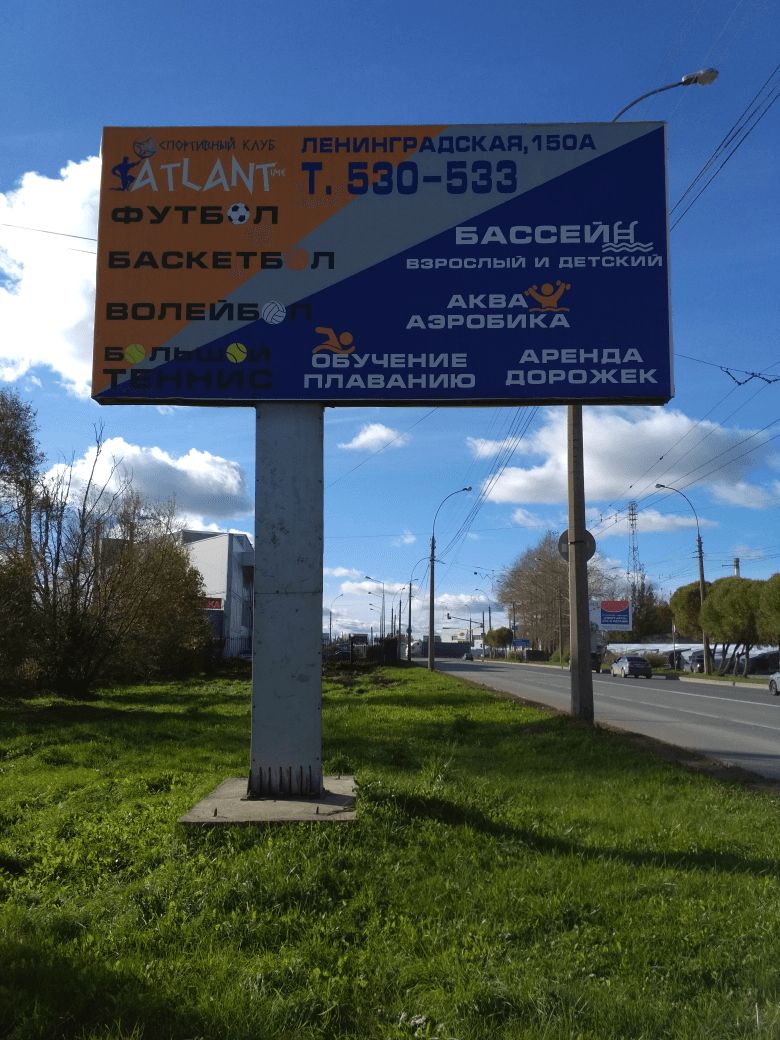 СПОРТИВНЫЙ КЛУБ
ATLANT
ЛЕНИНГРАДСКАЯ,150А
Т. 530-533
ФУТБОЛ
БАСКЕТБОЛ
ВОЛЕЙБОЛ
БОЛЬШОЙ
ТЕННИС
БАССЕЙН
ВЗРОСЛЫЙ И ДЕТСКИЙ
АКВА
АЭРОБИКА
ОБУЧЕНИЕ
ПЛАВАНИЮ
АРЕНДА
ДОРОЖЕК